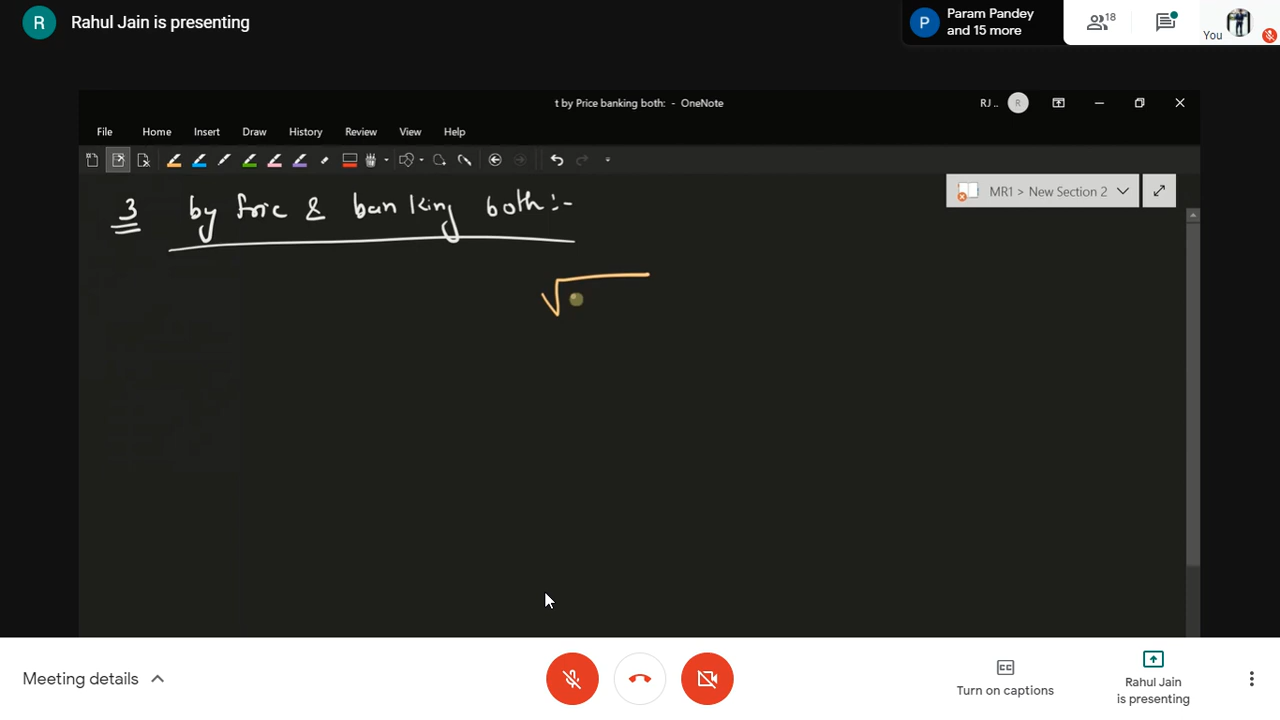 R Rahul Jain is presenting
P Param Pandey and 15 more
18
You
t by Price banking both: - OneNote
RJ .. R
File Home Insert Draw History Review View Help
MR1 > New Section 2
3 by fric & banking both :-
√
Meeting details
CC
Turn on captions
Rahul Jain
is presenting